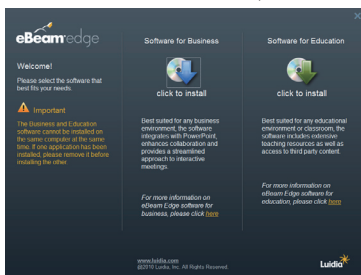 eBeam edge
Welcome!
Please select the software that
best fits your needs.
Important
The Business and Education
software cannot be installed on
the same computer at the same
time. If one application has been
installed, please remove it before
installing the other.
Software for Business
click to install
Best suited for any business
environment, the software
integrates with PowerPoint,
enhances collaboration and
provides a streamlined
approach to interactive
meetings.
For more information on
eBeam Edge software for
business, please click here
Software for Education
click to install
Best suited for any educational
environment or classroom, the
software includes extensive
teaching resources as well as
access to third party content.
For more information on
eBeam Edge software for
education, please click here
www.luidia.com
@2010 Luidia, Inc. All Rights Reserved.
Luidia